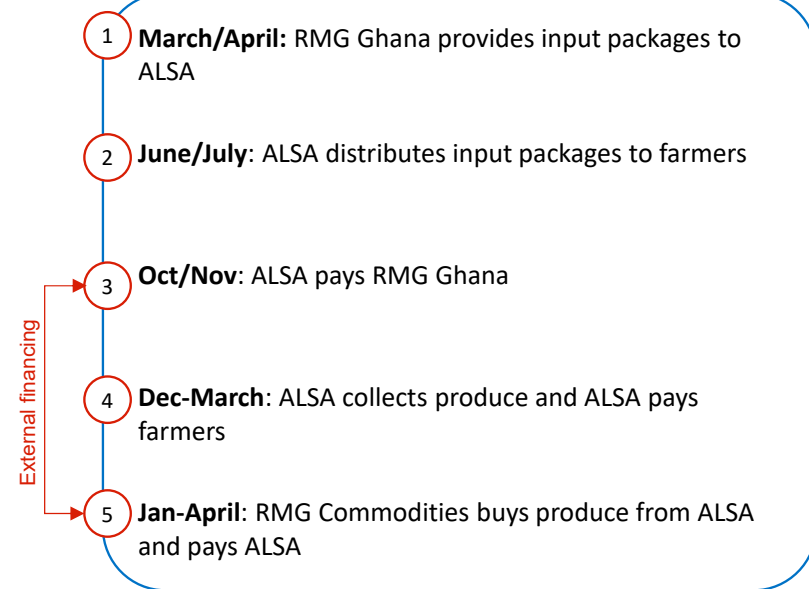 1 March/April: RMG Ghana provides input packages to
ALSA
2 June/July: ALSA distributes input packages to farmers
3 Oct/Nov: ALSA pays RMG Ghana
External financing
4 Dec-March: ALSA collects produce and ALSA pays
farmers
5 Jan-April: RMG Commodities buys produce from ALSA
and pays ALSA